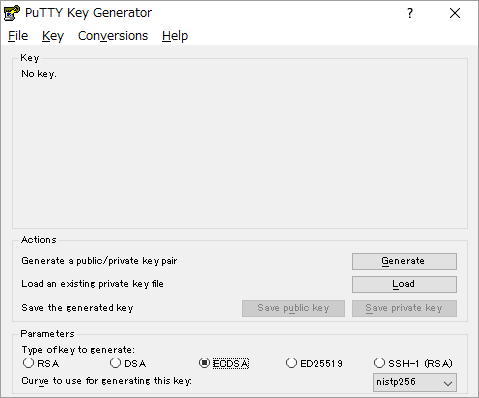 PuTTY Key Generator
File Key Conversions Help
Key
No key.
Actions
Generate a public/private key pair Generate
Load an existing private key file Load
Save the generated key Save public key Save private key
Parameters
Type of key to generate:
RSA DSA ECDSA ED25519 SSH-1 (RSA)
Curve to use for generating this key: nistp256